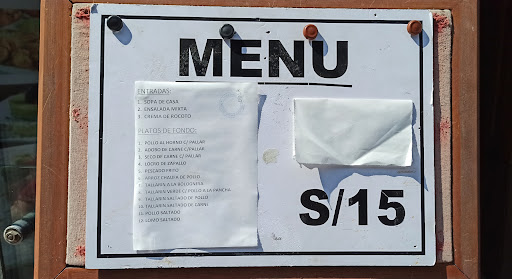 MENU
ENTRADAS:
1. SOPA DE CASA
2. ENSALADA MIXTA
3. CREMA DE ROCOTO
PLATOS DE FONDO:
1. POLLO AL HORNO C/PALLAR
2. ADOBO DE CARNE C/PALLAR
3. SECO DE CARNE C/PALLAR
4. LOCRO DE ZAPALLO
5. PESCADO FRITO
6. ARROZ CHAUFA DE POLLO
7. TALLARIN A LA BOLOGNESA
8. TALLARIN VERDE C/ POLLO A LA PANCHA
9. TALLARIN SALTADO DE POLLO
10. TALLARIN SALTADO DE CARNE
11. POLLO SALTADO
12. LOMO SALTADO
S/15